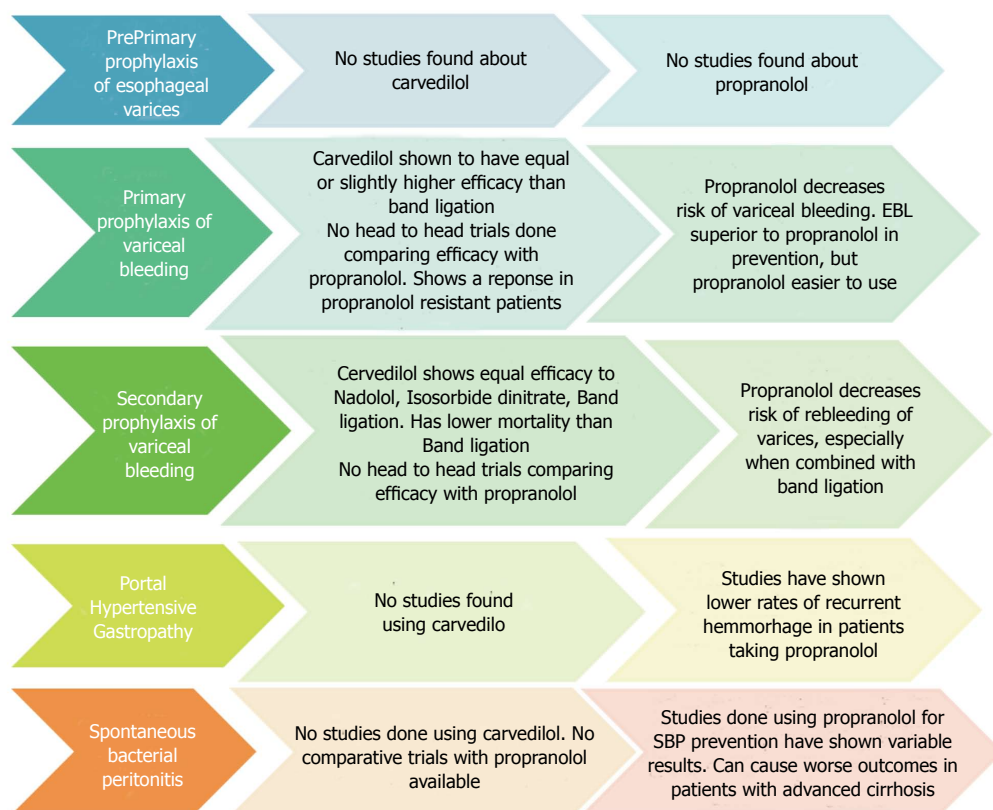 PrePrimary
prophylaxis
of esophageal
varices
No studies found about
carvedilol
No studies found about
propranolol
Primary
prophylaxis of
variceal
bleeding
Carvedilol shown to have equal
or slightly higher efficacy than
band ligation
No head to head trials done
comparing efficacy with
propranolol. Shows a reponse in
propranolol resistant patients
Propranolol decreases
risk of variceal bleeding. EBL
superior to propranolol in
prevention, but
propranolol easier to use
Secondary
prophylaxis of
variceal
bleeding
Cervedilol shows equal efficacy to
Nadolol, Isosorbide dinitrate, Band
ligation. Has lower mortality than
Band ligation
No head to head trials comparing
efficacy with propranolol
Propranolol decreases
risk of rebleeding of
varices, especially
when combined with
band ligation
Portal
Hypertensive
Gastropathy
No studies found
using carvedilo
Studies have shown
lower rates of recurrent
hemmorhage in patients
taking propranolol
Spontaneous
bacterial
peritonitis
No studies done using carvedilol. No
comparative trials with propranolol
available
Studies done using propranolol for
SBP prevention have shown variable
results. Can cause worse outcomes in
patients with advanced cirrhosis